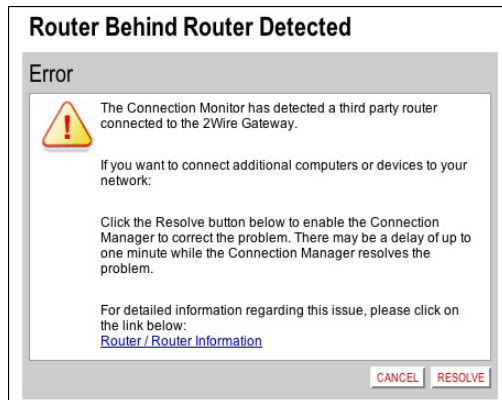 Router Behind Router Detected
Error
The Connection Monitor has detected a third party router
connected to the 2Wire Gateway.
If you want to connect additional computers or devices to your
network:
Click the Resolve button below to enable the Connection
Manager to correct the problem. There may be a delay of up to
one minute while the Connection Manager resolves the
problem.
For detailed information regarding this issue, please click on
the link below:
Router / Router Information
CANCEL RESOLVE